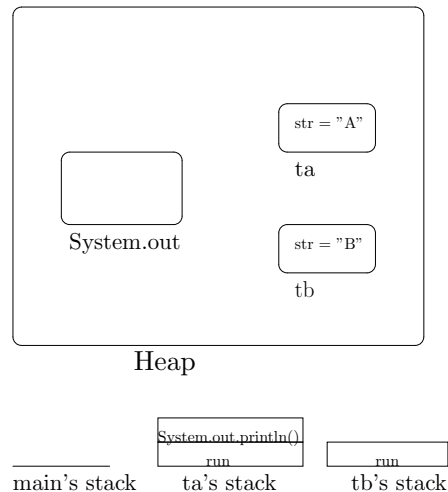 str = ”A”
ta
System.out
str = ”B”
tb
Heap
System.out.println()
run
run
main's stack
ta's stack
tb's stack